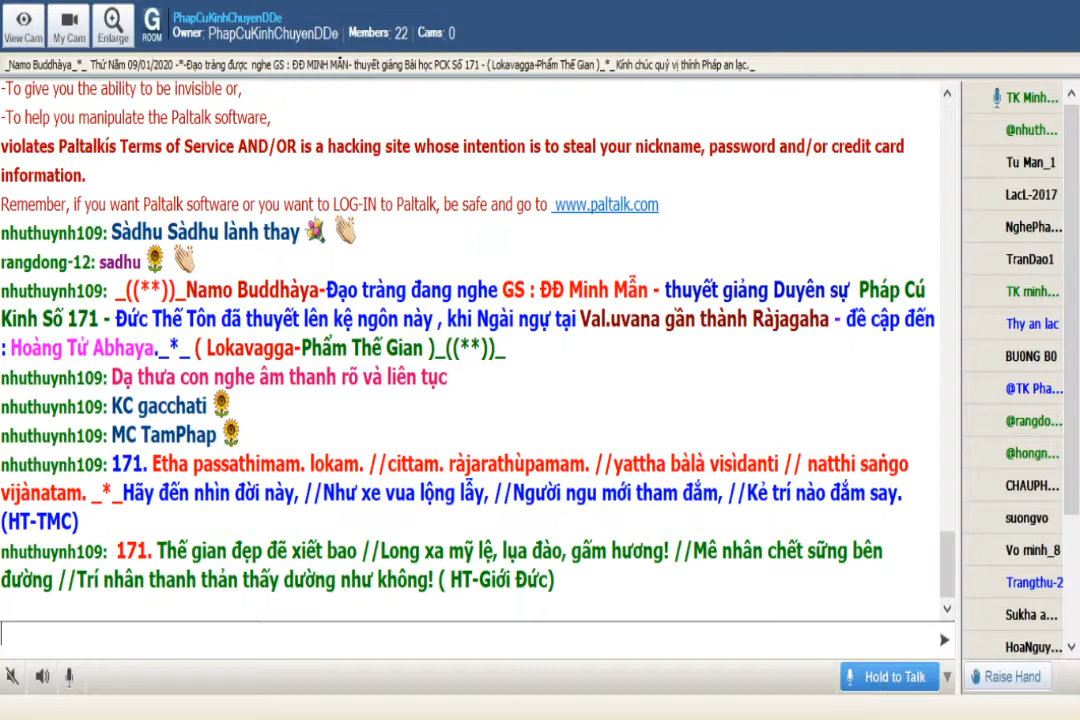 View Cam
My Cam
Enlarge
G
ROOM
PhapCuKinhChuyenDDe
Owner: PhapCuKinhChuyenDDe Members: 22 Cams: 0
_Namo Buddhàya_*_ Thứ Năm 09/01/2020 -*-Đạo tràng được nghe GS : ĐĐ MINH MẪN- thuyết giảng Bài học PCK Số 171 - ( Lokavagga-Phẩm Thế Gian )_*_Kính chúc quý vị thính Pháp an lạc._
-To give you the ability to be invisible or,
-To help you manipulate the Paltalk software,
violates Paltalkís Terms of Service AND/OR is a hacking site whose intention is to steal your nickname, password and/or credit card
information.
Remember, if you want Paltalk software or you want to LOG-IN to Paltalk, be safe and go to www.paltalk.com
nhuthuynh109: Sàdhu Sàdhu lành thay
rangdong-12: sadhu
nhuthuynh109: _((**))_Namo Buddhàya-Đạo tràng đang nghe GS : ĐĐ Minh Mẫn - thuyết giảng Duyên sự Pháp Cú
Kinh Số 171 - Đức Thế Tôn đã thuyết lên kệ ngôn này , khi Ngài ngự tại Val.uvana gần thành Ràjagaha - đề cập đến
: Hoàng Tử Abhaya._*_ ( Lokavagga-Phẩm Thế Gian )_((**))_
nhuthuynh109: Dạ thưa con nghe âm thanh rõ và liên tục
nhuthuynh109: KC gacchati
nhuthuynh109: MC TamPhap
nhuthuynh109: 171. Etha passathimam. lokam. //cittam. ràjarathùpamam. //yattha bàlà visìdanti // natthi saṅgo
vijànatam. _*_Hãy đến nhìn đời này, //Như xe vua lộng lẫy, //Người ngu mới tham đắm, //Kẻ trí nào đắm say.
(HT-TMC)
nhuthuynh109: 171. Thế gian đẹp đẽ xiết bao //Long xa mỹ lệ, lụa đào, gấm hương! //Mê nhân chết sững bên
đường //Trí nhân thanh thản thấy dường như không! ( HT-Giới Đức)
TK Minh...
@nhuth...
Tu Man_1
LacL-2017
NghePha...
TranDao1
TK minh...
Thy an lac
BUONG B0
@TK Pha...
@rangdo...
@hongn...
CHAUPH...
suongvo
Vo minh_8
Trangthu-2
Sukha a...
HoaNguy...
Hold to Talk
Raise Hand